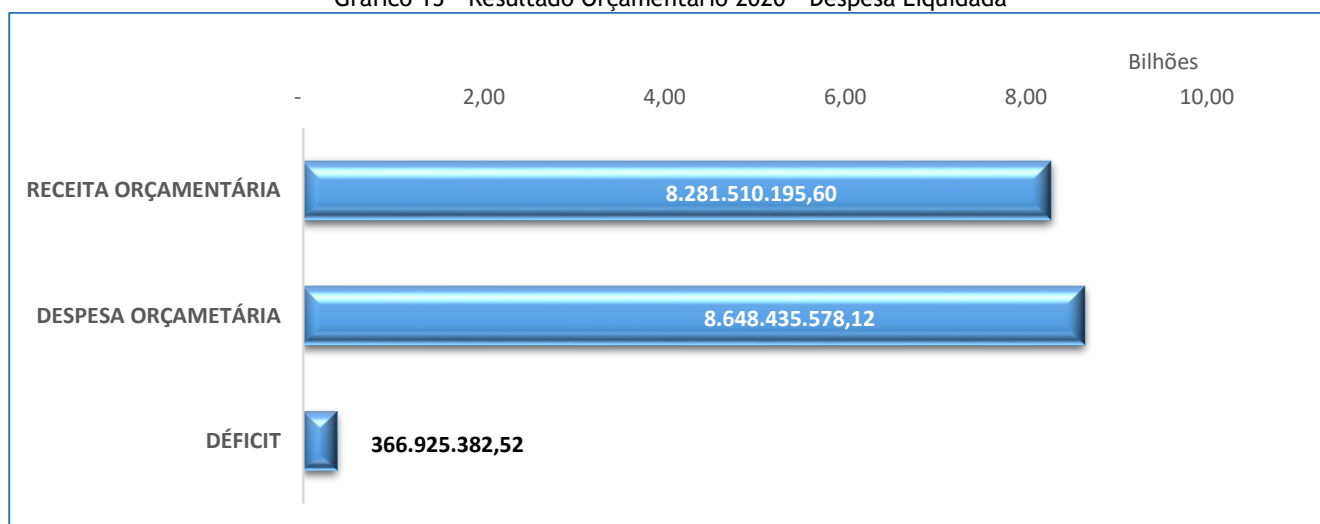 Gráfico 15 - Resultado Orçamentário 2020 - Despesa Liquidada
Bilhões
- 2,00 4,00 6,00 8,00 10,00
RECEITA ORÇAMENTÁRIA 8.281.510.195,60
DESPESA ORÇAMETÁRIA 8.648.435.578,12
DÉFICIT 366.925.382,52